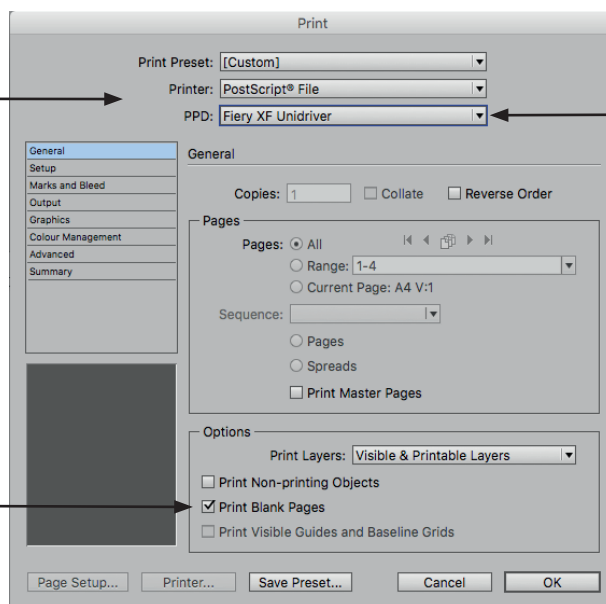 Print
Print Preset: [Custom]
Printer: PostScript® File
PPD: Fiery XF Unidriver
General
Setup
Marks and Bleed
Output
Graphics
Colour Management
Advanced
Summary
General
Copies: 1 Collate Reverse Order
Pages
Pages: All
Range: 1-4
Current Page: A4 V:1
Sequence:
Pages
Spreads
Print Master Pages
Options
Print Layers: Visible & Printable Layers
Print Non-printing Objects
Print Blank Pages
Print Visible Guides and Baseline Grids
Page Setup... Printer... Save Preset... Cancel OK